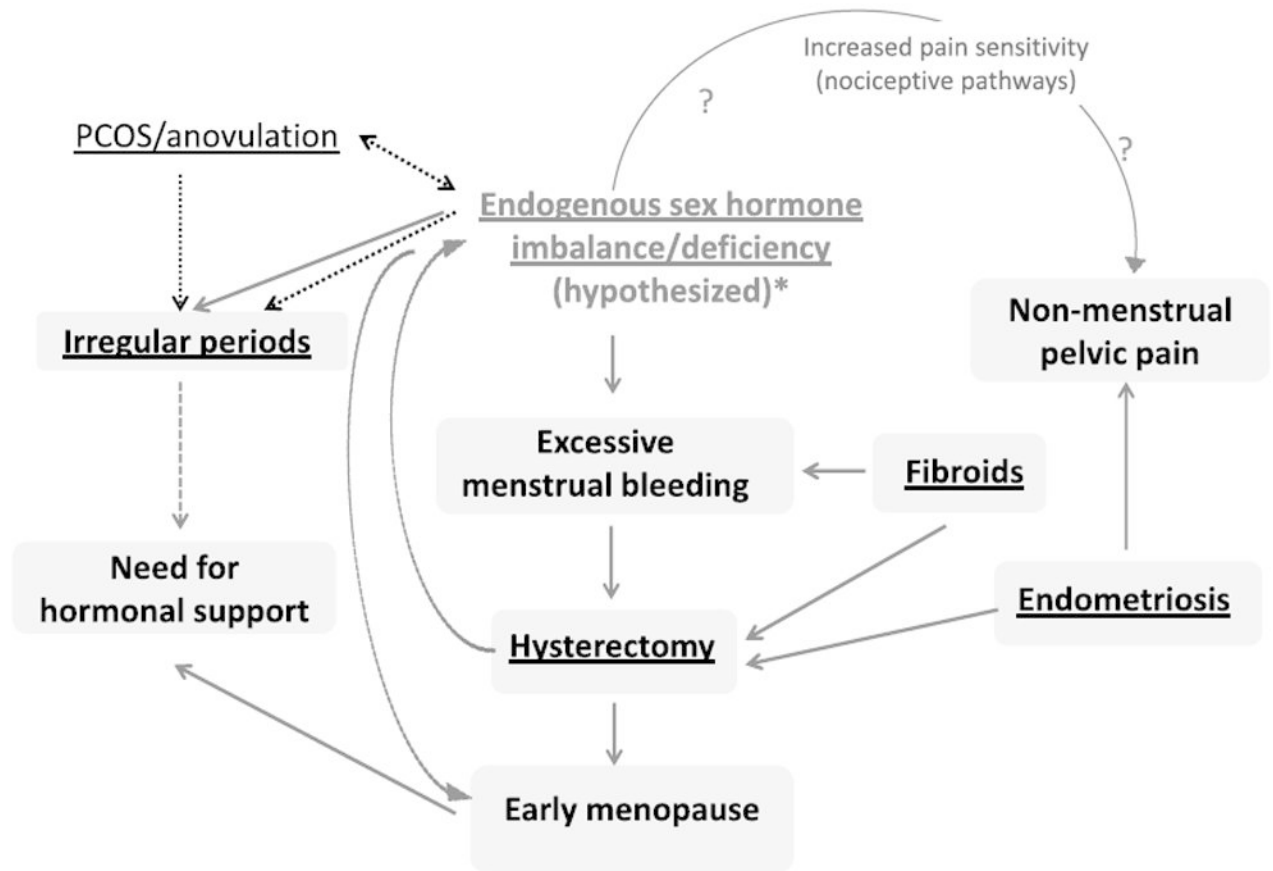 Increased pain sensitivity
(nociceptive pathways)
?
PCOS/anovulation
?
Endogenous sex hormone
imbalance/deficiency
(hypothesized)*
Non-menstrual
pelvic pain
Irregular periods
Excessive
menstrual bleeding
Fibroids
Need for
hormonal support
Endometriosis
Hysterectomy
Early menopause